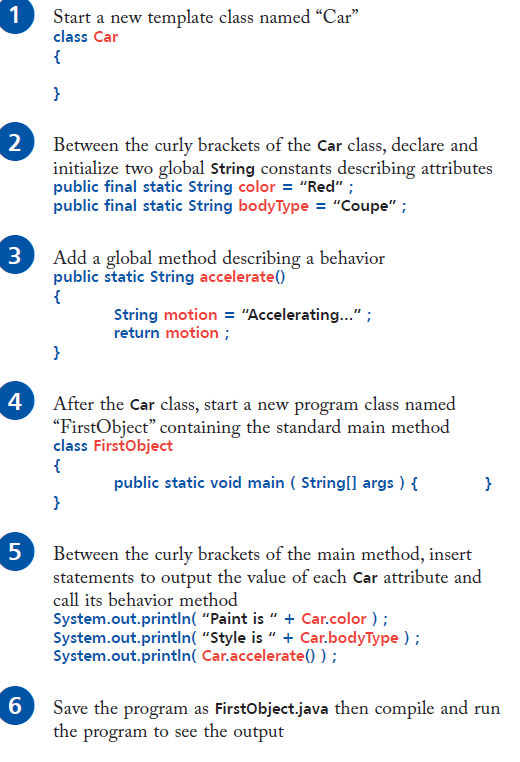 1 Start a new template class named “Car”
class Car
{
}
2 Between the curly brackets of the Car class, declare and
initialize two global String constants describing attributes
public final static String color = “Red” ;
public final static String bodyType = “Coupe” ;
3 Add a global method describing a behavior
public static String accelerate()
{
String motion = “Accelerating...” ;
return motion ;
}
4 After the Car class, start a new program class named
“FirstObject” containing the standard main method
class FirstObject
{
public static void main ( String[] args ) { }
}
5 Between the curly brackets of the main method, insert
statements to output the value of each Car attribute and
call its behavior method
System.out.println( “Paint is “ + Car.color ) ;
System.out.println( “Style is “ + Car.bodyType ) ;
System.out.println( Car.accelerate() ) ;
6 Save the program as FirstObject.java then compile and run
the program to see the output